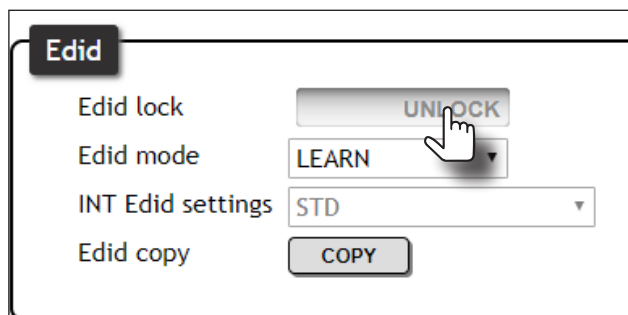 Edid
Edid lock UNLOCK
Edid mode LEARN
INT Edid settings STD
Edid copy COPY